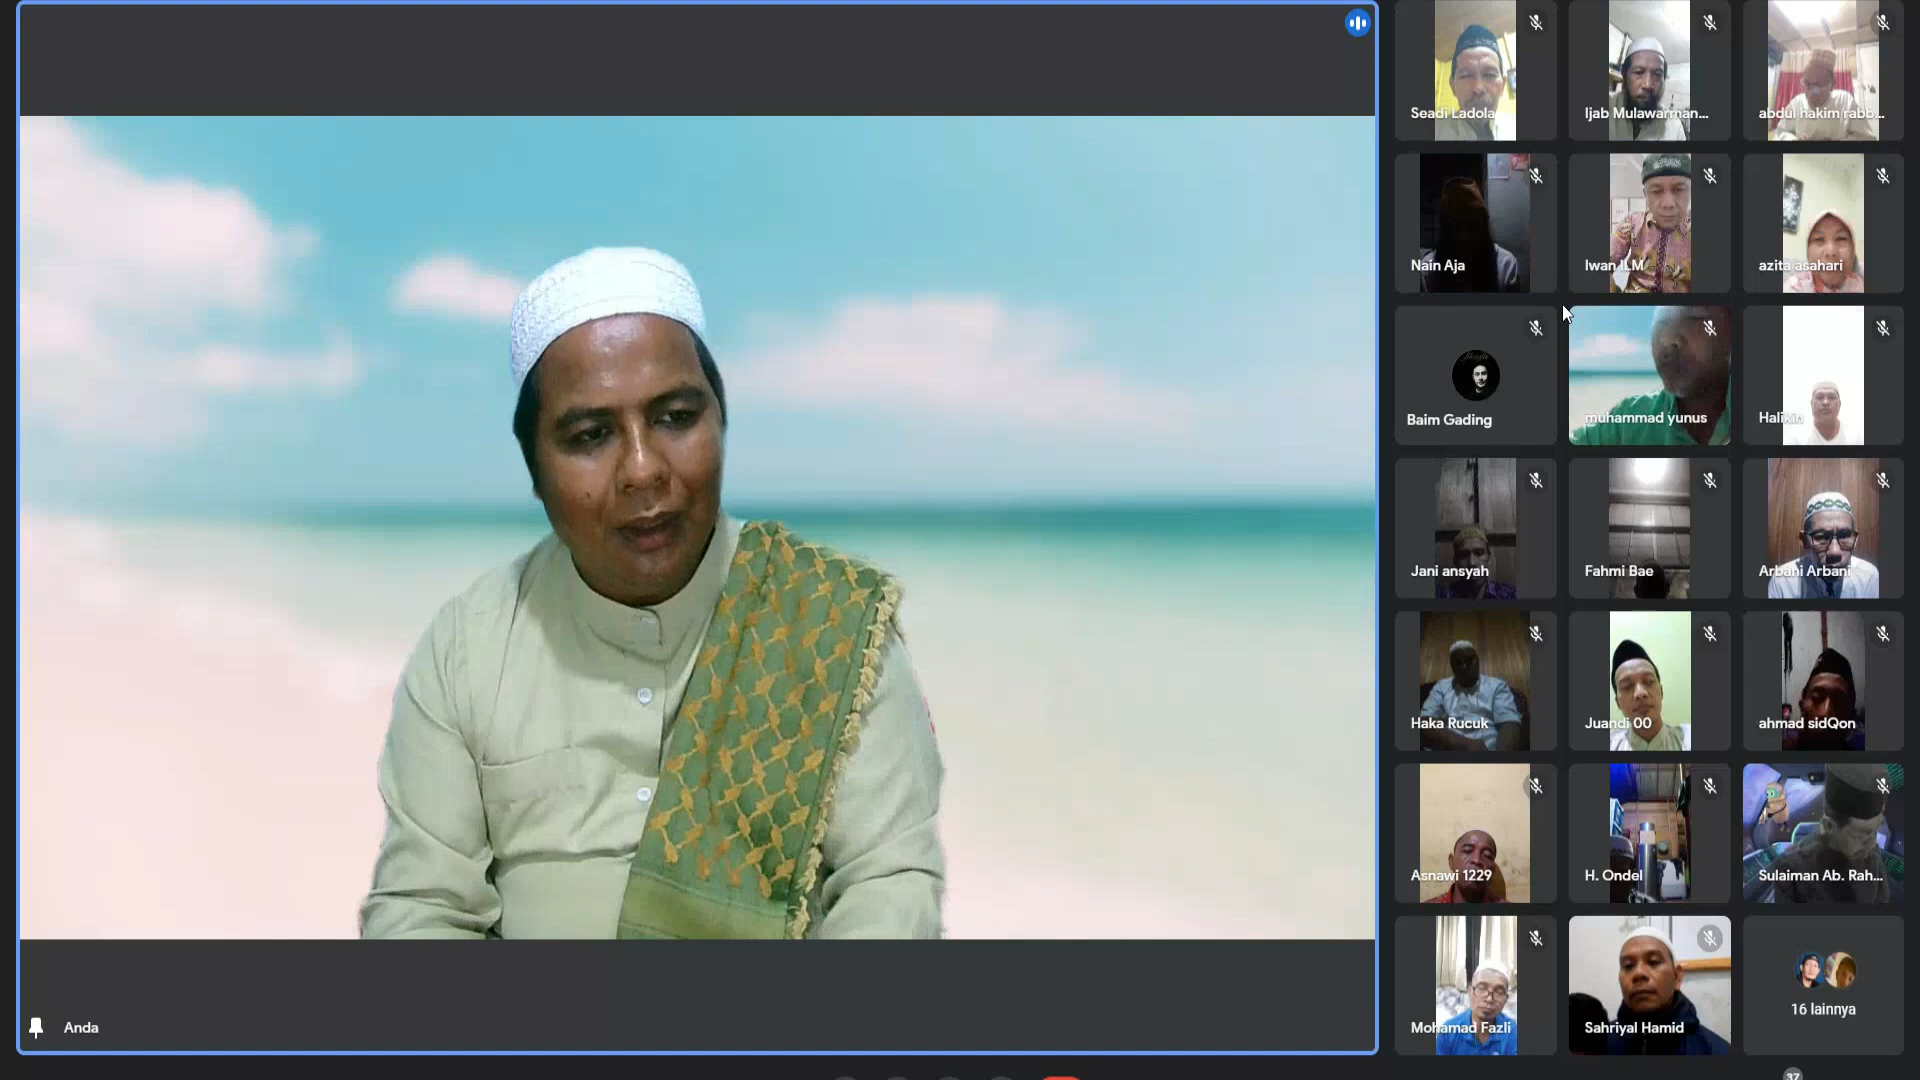 Seadi Ladola
Ijab Mulawarman...
abdul hakim rabb...
Nain Aja
Iwan ILM
azita asahari
Baim Gading
muhammad yunus
Halikin
Jani ansyah
Fahmi Bae
Arbani Arbani
Haka Rucuk
Juandi 00
ahmad sidQon
Asnawi 1229
H. Ondel
Sulaiman Ab. Rah...
Mohamad Fazli
Sahriyal Hamid
16 lainnya
Anda
37